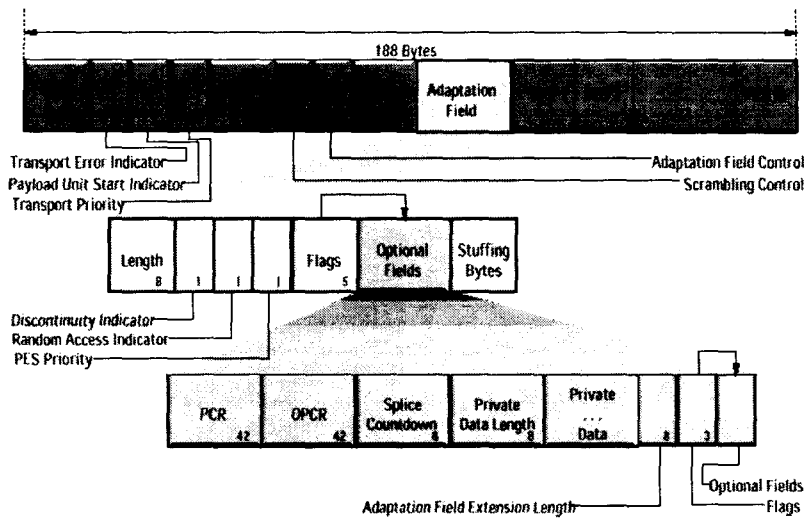 188 Bytes
Adaptation
Field
Transport Error Indicator
Payload Unit Start Indicator
Transport Priority
Adaptation Field Control
Scrambling Control
Length
8
1
1
1
Flags
5
Optional
Fields
Stuffing
Bytes
Discontinuity Indicator
Random Access Indicator
PES Priority
PCR
42
OPCR
42
Splice
Countdown
8
Private
Data Length
8
Private
. . .
Data
8
3
Optional Fields
Adaptation Field Extension Length
Flags